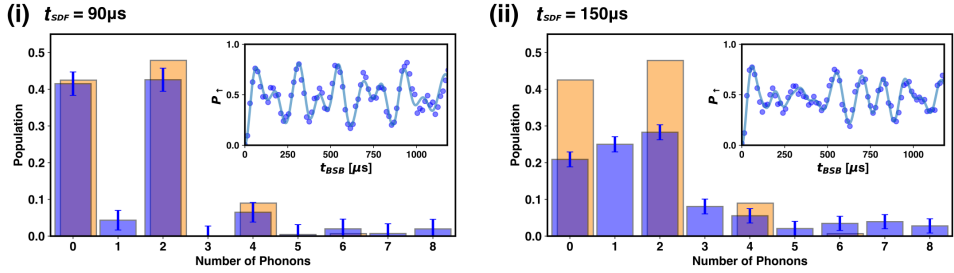 (i) t_SDF = 90μs
0.5
0.4
0.3
0.2
0.1
0.0
Population
0 1 2 3 4 5 6 7 8
Number of Phonons
1.0
0.5
0.0
P↑
0 250 500 750 1000
t_BSB [μs]
(ii) t_SDF = 150μs
0.5
0.4
0.3
0.2
0.1
0.0
Population
0 1 2 3 4 5 6 7 8
Number of Phonons
1.0
0.5
0.0
P↑
0 250 500 750 1000
t_BSB [μs]